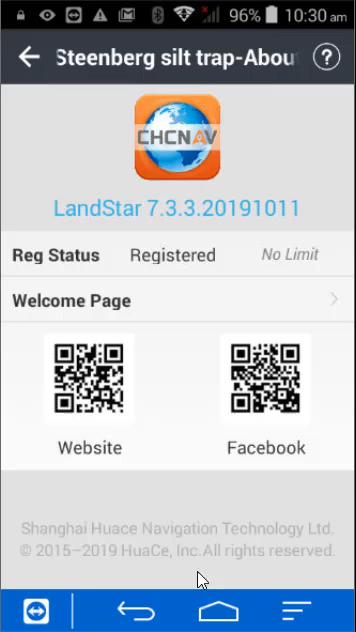 96% 10:30 am
Steenberg silt trap-Abou
?
CHCNAV
LandStar 7.3.3.20191011
Reg Status Registered No Limit
Welcome Page
Website Facebook
Shanghai Huace Navigation Technology Ltd.
© 2015–2019 HuaCe, Inc.All rights reserved.